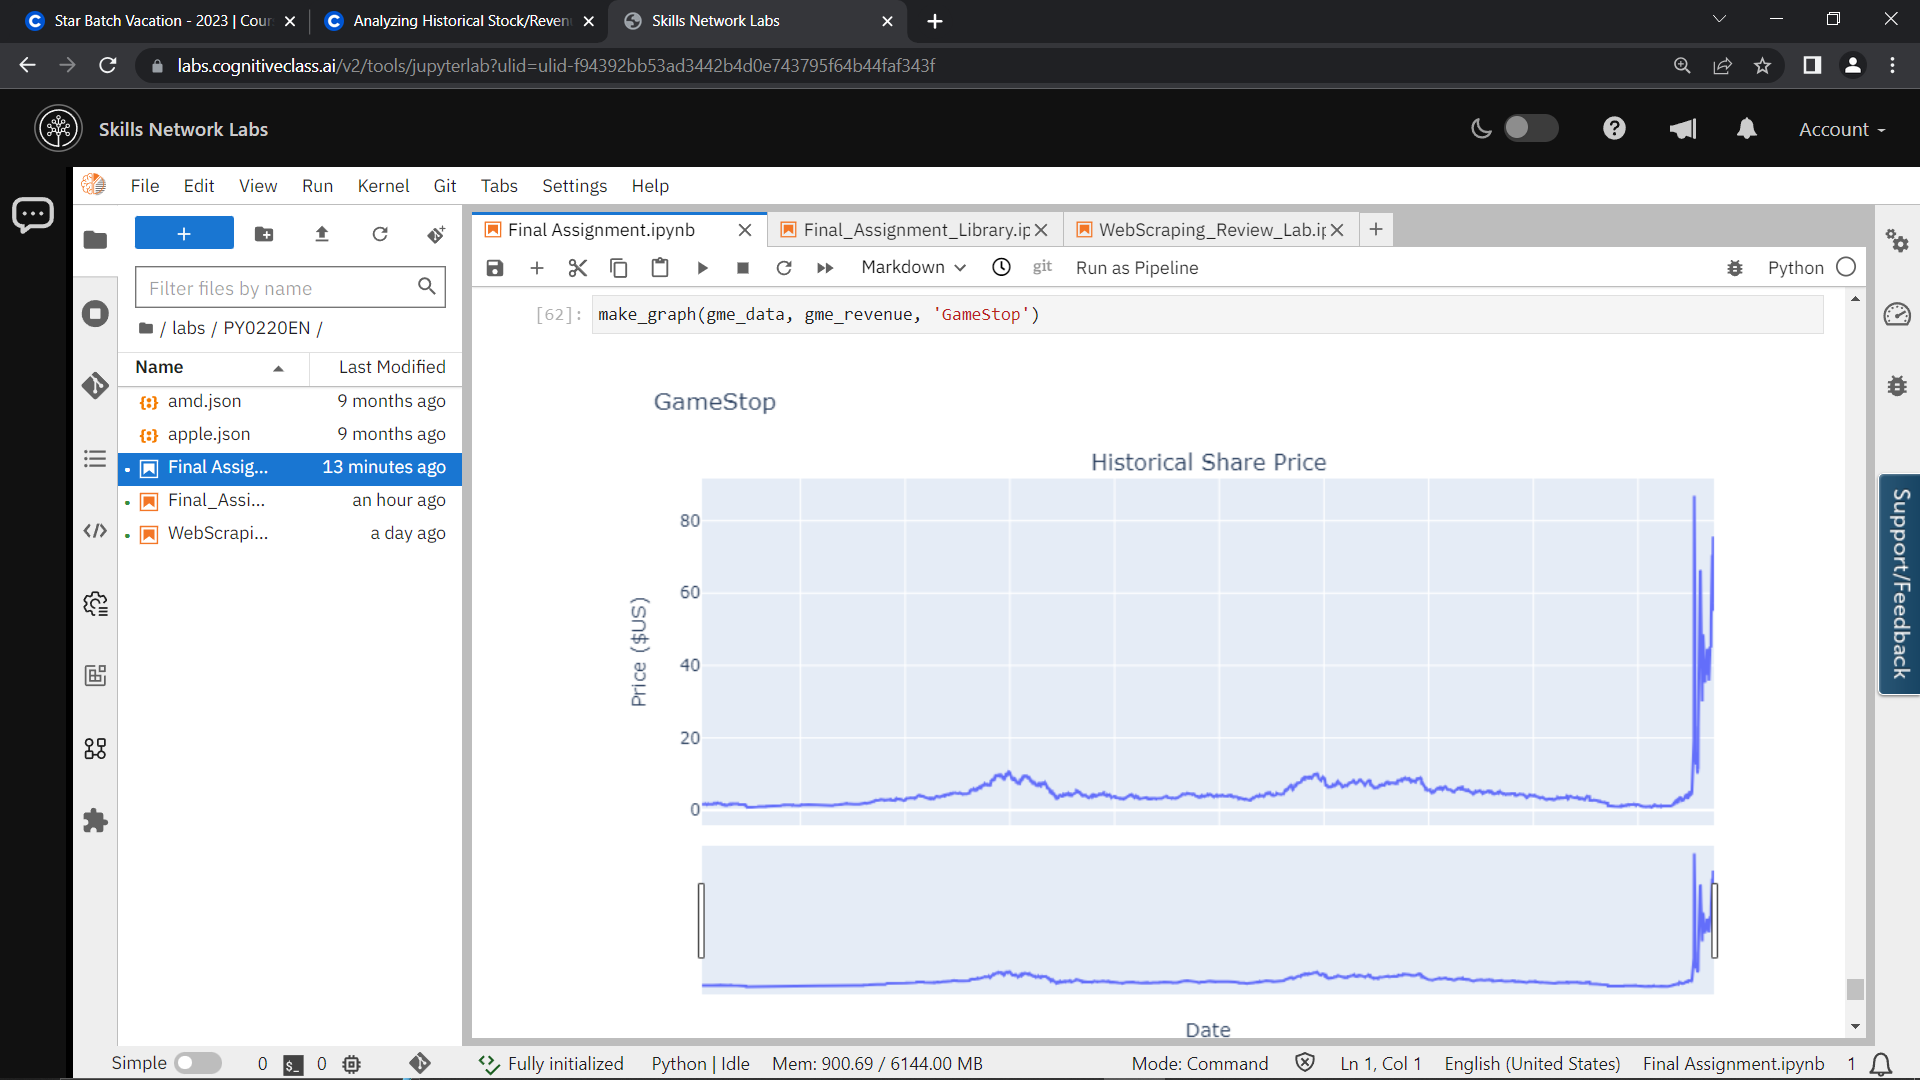 Star Batch Vacation - 2023 | Cour
Analyzing Historical Stock/Reven
Skills Network Labs
labs.cognitiveclass.ai/v2/tools/jupyterlab?ulid=ulid-f94392bb53ad3442b4d0e743795f64b44faf343f
Skills Network Labs
Account
File Edit View Run Kernel Git Tabs Settings Help
Final Assignment.ipynb
Final_Assignment_Library.ip
WebScraping_Review_Lab.ip
Markdown
git
Run as Pipeline
Python
Filter files by name
/ labs / PY0220EN /
Name Last Modified
amd.json 9 months ago
apple.json 9 months ago
Final Assig... 13 minutes ago
Final_Assi... an hour ago
WebScrapi... a day ago
[62]: make_graph(gme_data, gme_revenue, 'GameStop')
GameStop
Historical Share Price
80
60
40
20
0
Price ($US)
Date
Support/Feedback
Simple
0
$_
0
Fully initialized
Python | Idle
Mem: 900.69 / 6144.00 MB
Mode: Command
Ln 1, Col 1
English (United States)
Final Assignment.ipynb
1